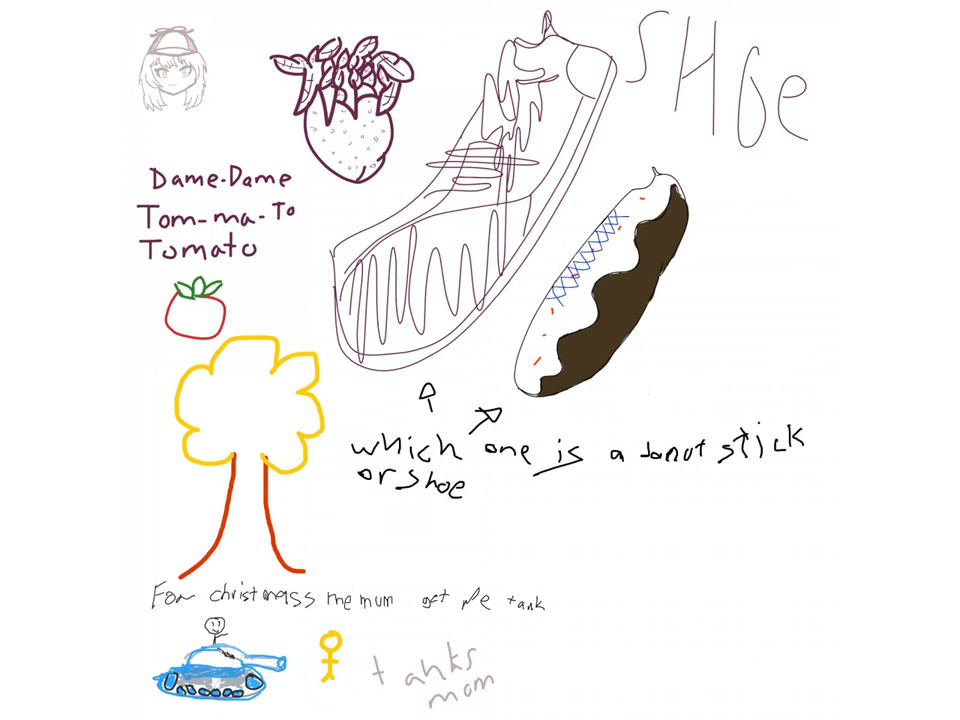 SHOe
Dame-Dame
Tom-ma-To
Tomato
which one is a donut stick
or shoe
For christmass me mum get me tank
tanks
mom